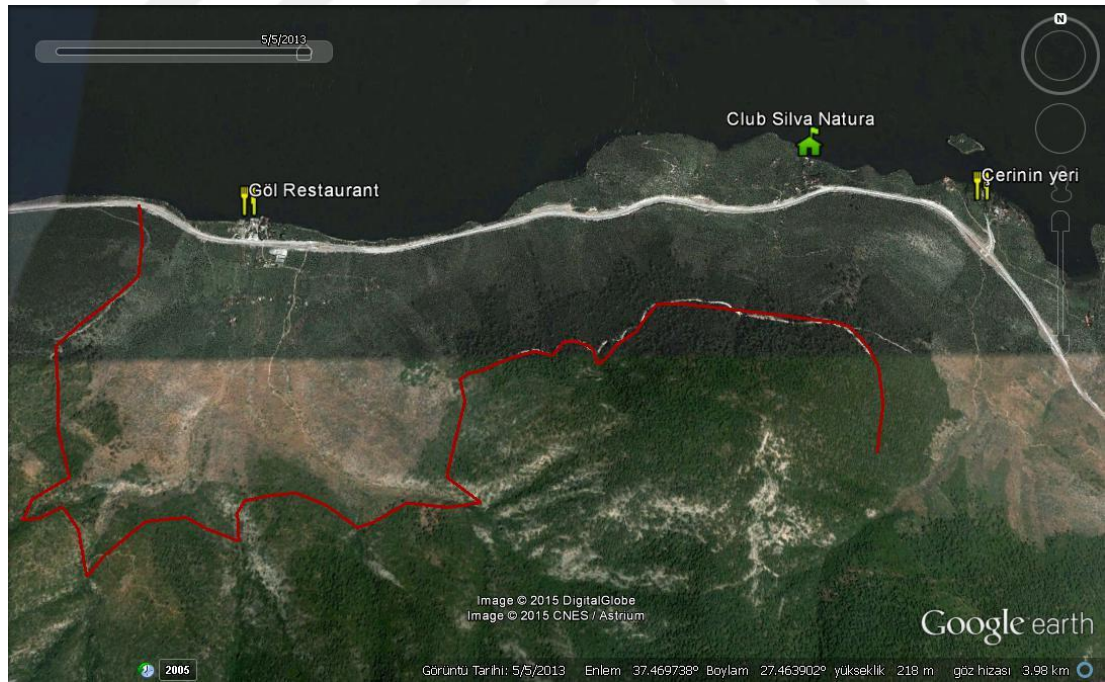 5/5/2013
N
Club Silva Natura
Göl Restaurant
Çerinin yeri
Image © 2015 DigitalGlobe
Image © 2015 CNES / Astrium
Google earth
2005
Görüntü Tarihi: 5/5/2013 Enlem 37.469738° Boylam 27.463902° yükseklik 218 m göz hizası 3.98 km